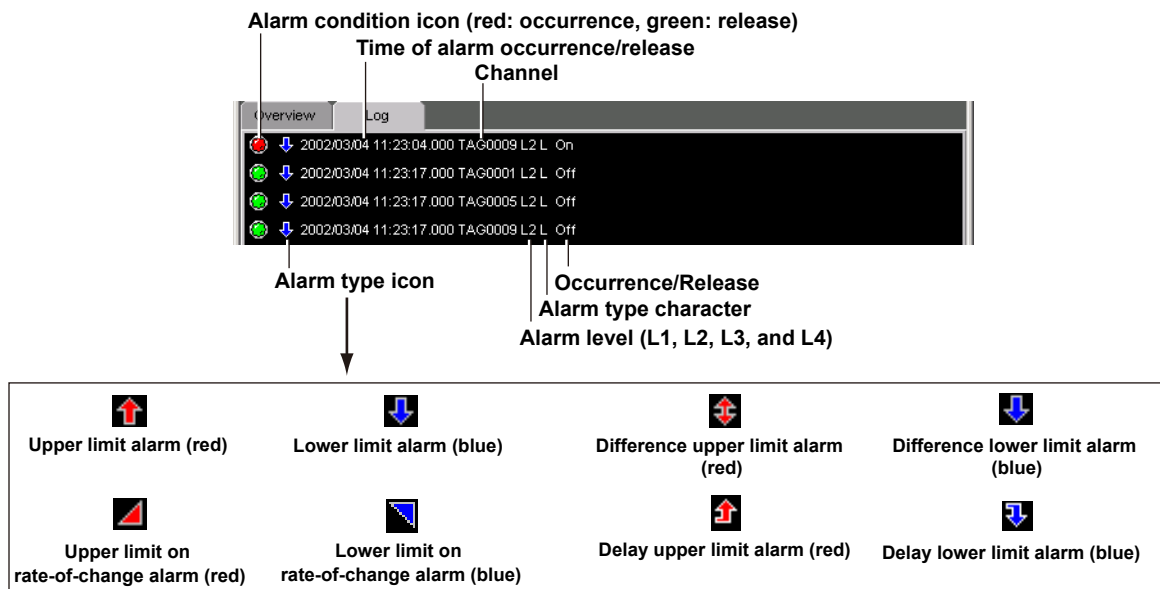 Alarm condition icon (red: occurrence, green: release)
Time of alarm occurrence/release
Channel
Overview
Log
2002/03/04 11:23:04.000 TAG0009 L2 L On
2002/03/04 11:23:17.000 TAG0001 L2 L Off
2002/03/04 11:23:17.000 TAG0005 L2 L Off
2002/03/04 11:23:17.000 TAG0009 L2 L Off
Alarm type icon
Occurrence/Release
Alarm type character
Alarm level (L1, L2, L3, and L4)
Upper limit alarm (red)
Lower limit alarm (blue)
Difference upper limit alarm
(red)
Difference lower limit alarm
(blue)
Upper limit on
rate-of-change alarm (red)
Lower limit on
rate-of-change alarm (blue)
Delay upper limit alarm (red)
Delay lower limit alarm (blue)